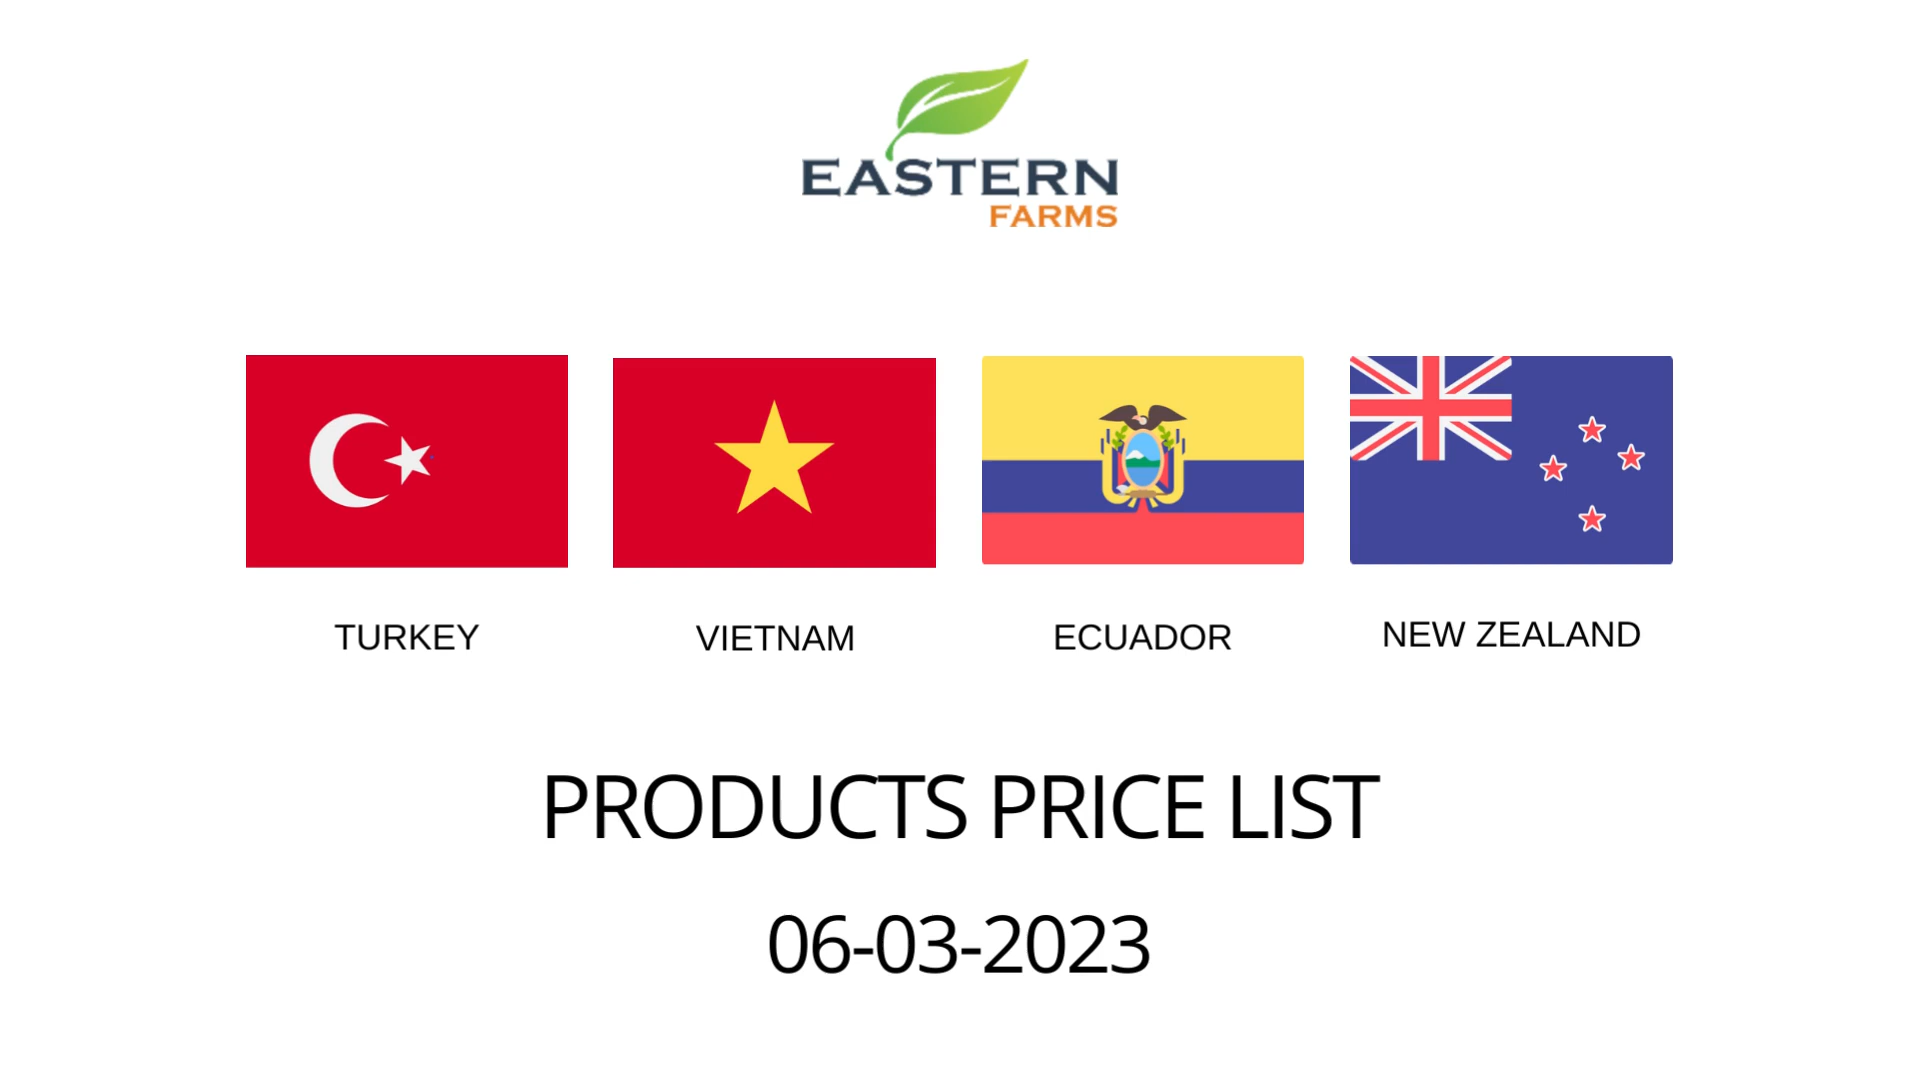 EASTERN
FARMS
TURKEY
VIETNAM
ECUADOR
NEW ZEALAND
PRODUCTS PRICE LIST
06-03-2023